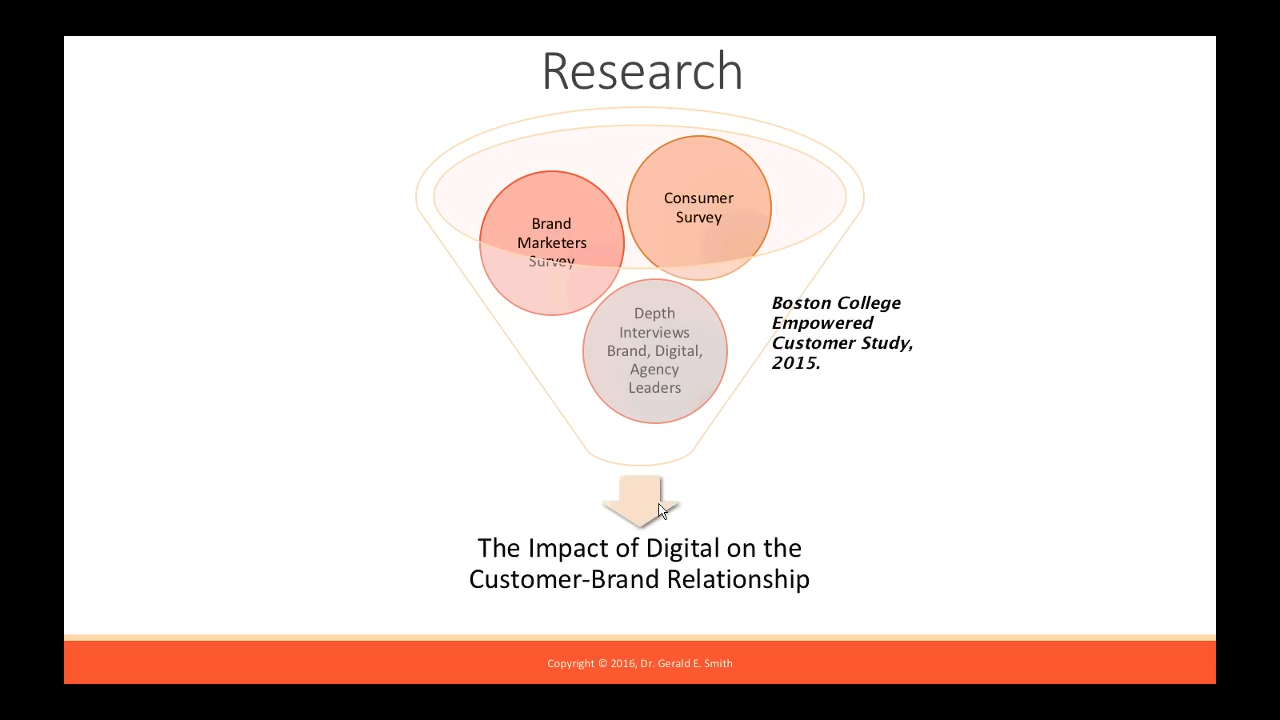 Research
Consumer
Survey
Brand
Marketers
Survey
Depth
Interviews
Brand, Digital,
Agency
Leaders
Boston College
Empowered
Customer Study,
2015.
The Impact of Digital on the
Customer-Brand Relationship
Copyright © 2016, Dr. Gerald E. Smith